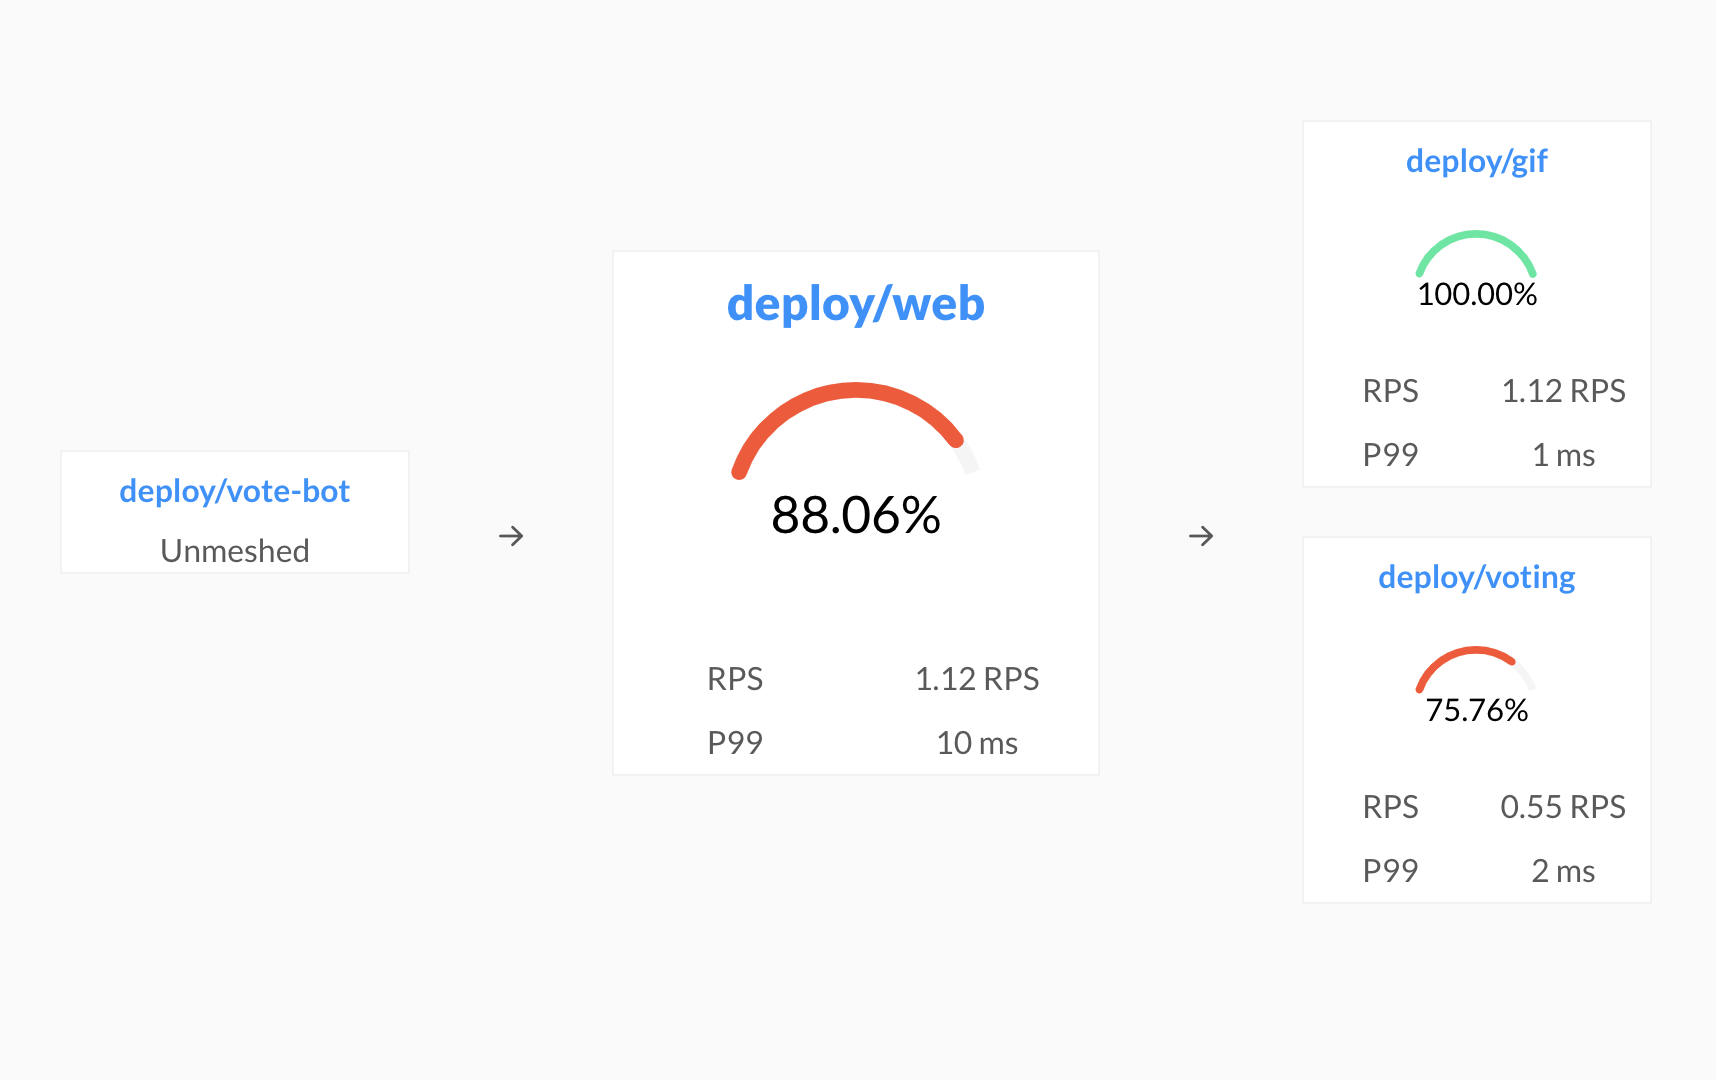 deploy/vote-bot
Unmeshed
deploy/web
88.06%
RPS 1.12 RPS
P99 10 ms
deploy/gif
100.00%
RPS 1.12 RPS
P99 1 ms
deploy/voting
75.76%
RPS 0.55 RPS
P99 2 ms